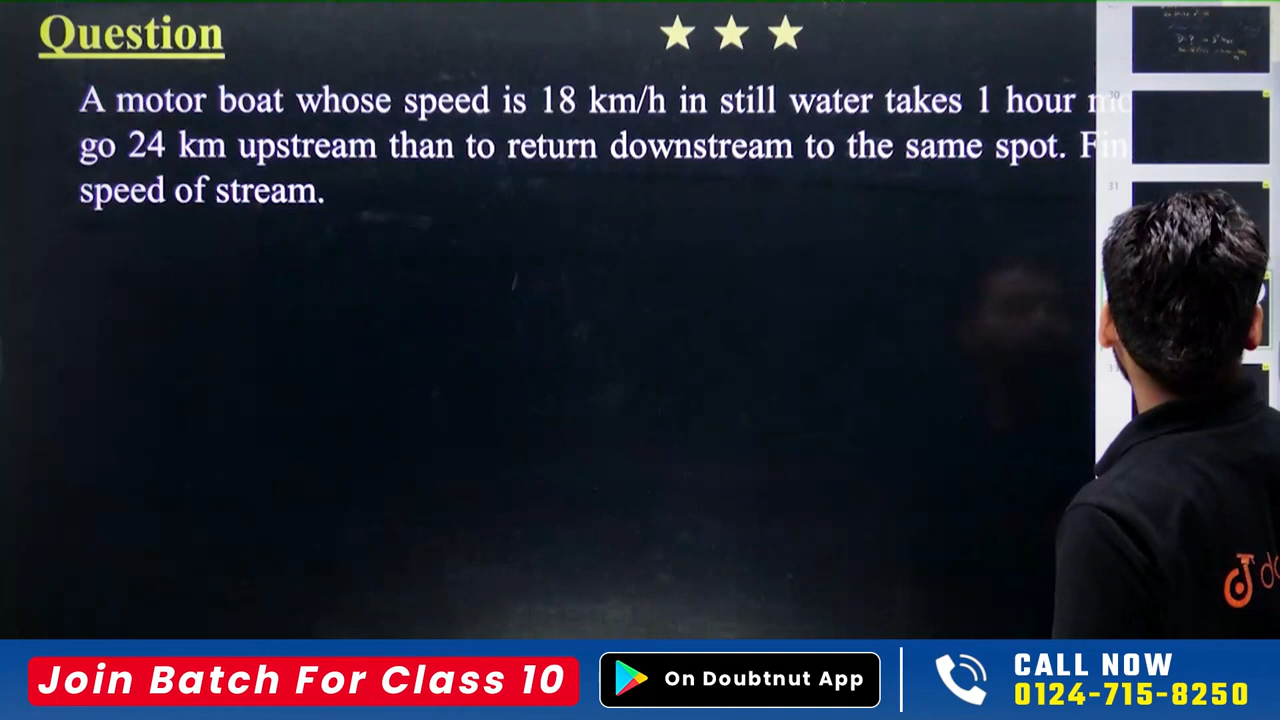 Question
A motor boat whose speed is 18 km/h in still water takes 1 hour
go 24 km upstream than to return downstream to the same spot.
speed of stream.
30
31
Join Batch For Class 10
On Doubtnut App
CALL NOW
0124-715-8250